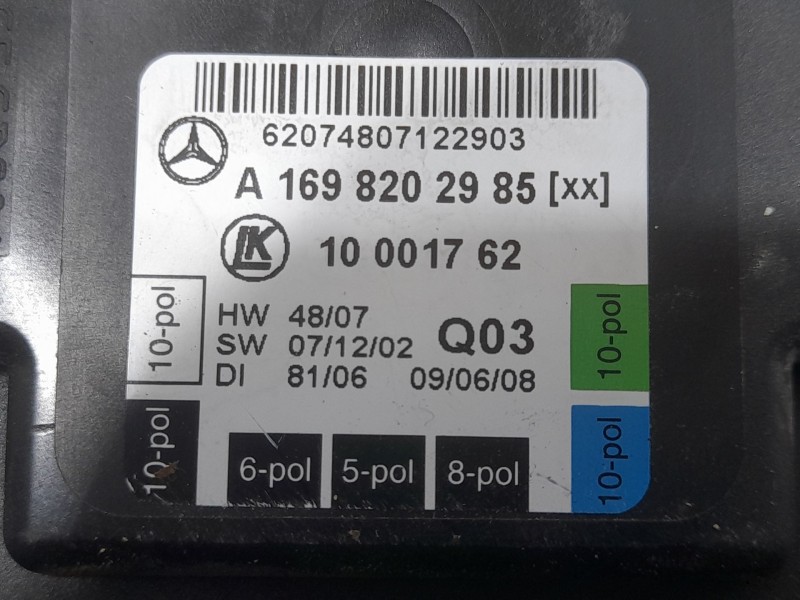 62074807122903
A 169 820 29 85 [xx]
LK 10 0017 62
HW 48/07
SW 07/12/02 Q03
DI 81/06 09/06/08
10-pol
10-pol
10-pol
6-pol 5-pol 8-pol
10-pol